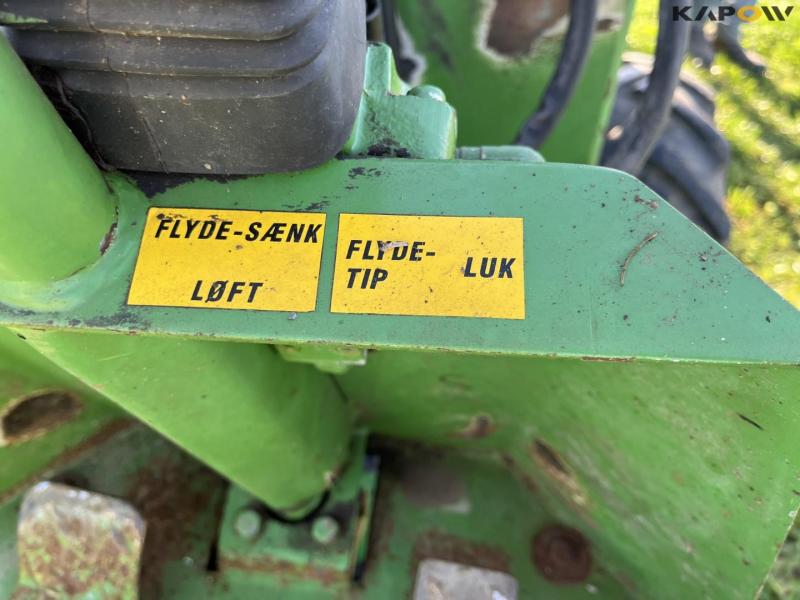 KAPOW
FLYDE-SÆNK
LØFT
FLYDE-
TIP
LUK